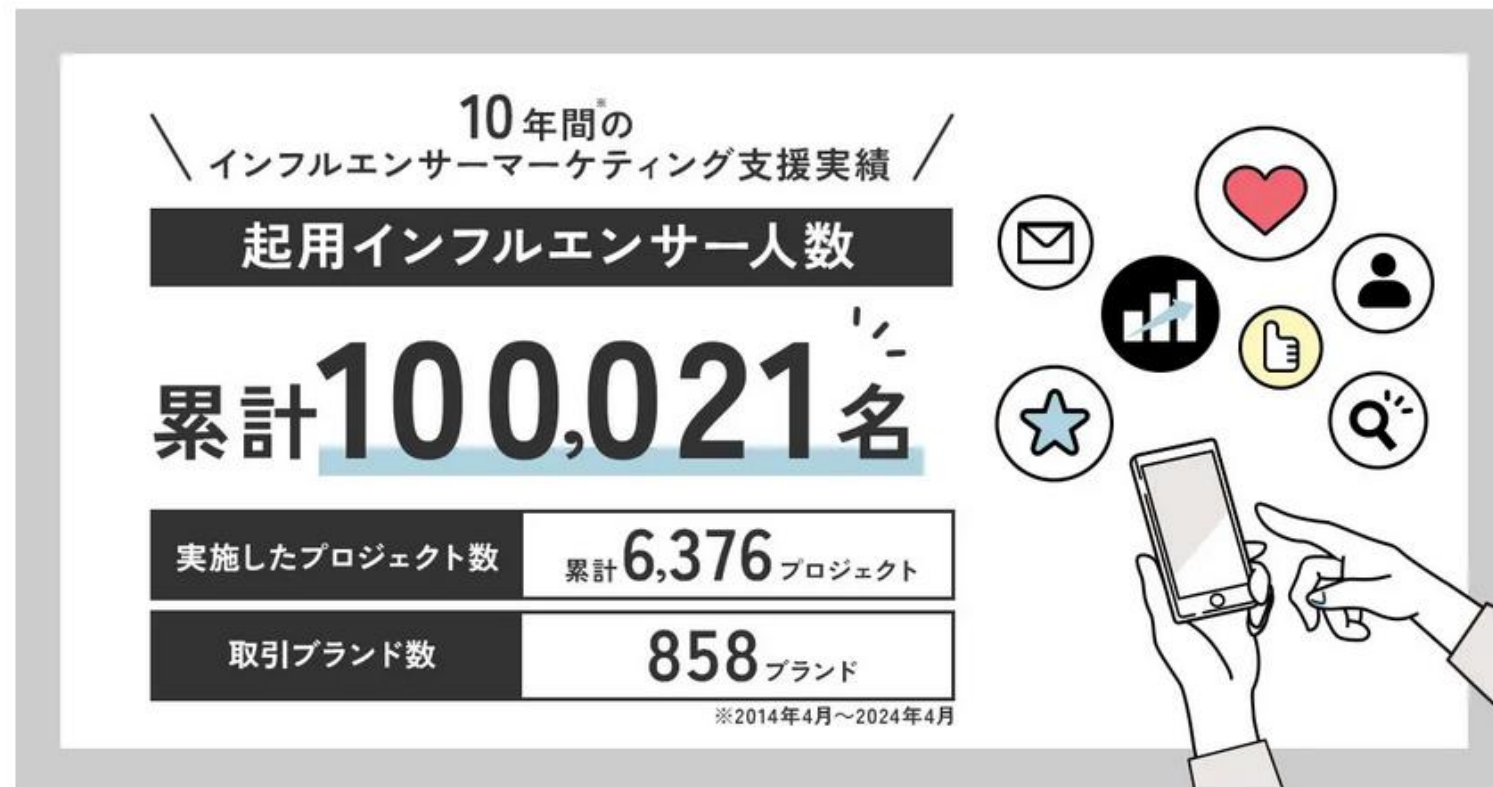 10年間の※
インフルエンサーマーケティング支援実績
起用インフルエンサー人数
累計100,021名
実施したプロジェクト数
累計6,376プロジェクト
取引ブランド数
858ブランド
※2014年4月～2024年4月